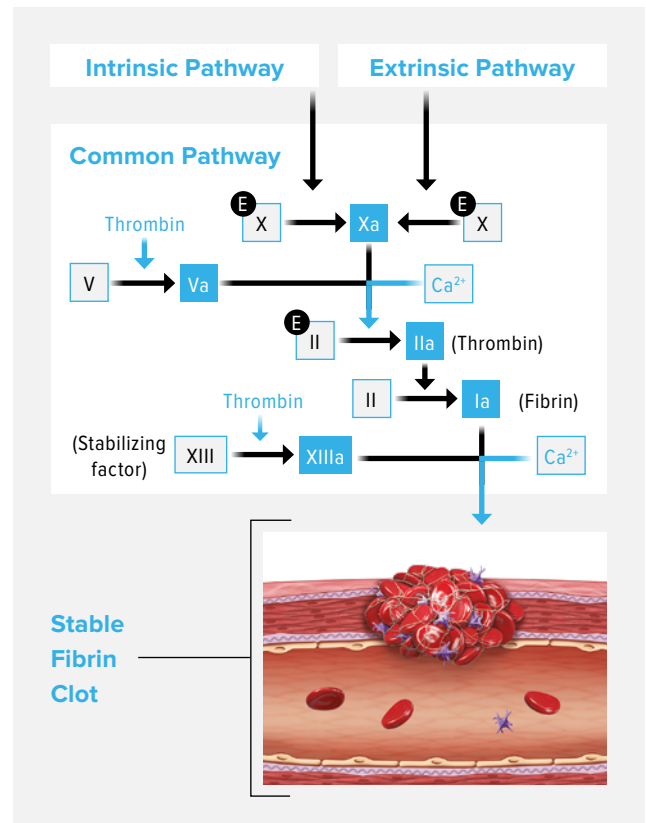 Intrinsic Pathway
Extrinsic Pathway
Common Pathway
E
E
X
Xa
X
Thrombin
V
Va
Ca²⁺
E
II
IIa
(Thrombin)
II
Ia
(Fibrin)
Thrombin
(Stabilizing
factor)
XIII
XIIIa
Ca²⁺
Stable
Fibrin
Clot